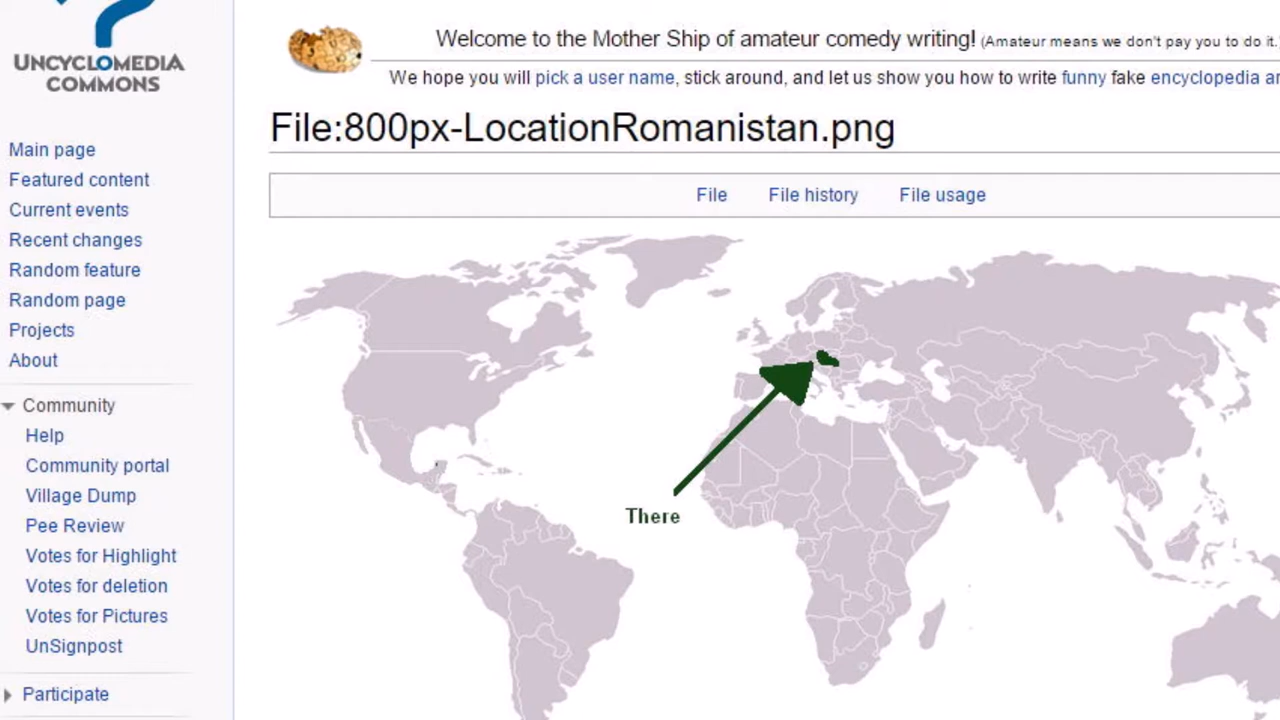 UNCYCLOMEDIA
COMMONS
Welcome to the Mother Ship of amateur comedy writing! (Amateur means we don't pay you to do it.
We hope you will pick a user name, stick around, and let us show you how to write funny fake encyclopedia ar
File:800px-LocationRomanistan.png
File File history File usage
Main page
Featured content
Current events
Recent changes
Random feature
Random page
Projects
About
Community
Help
Community portal
Village Dump
Pee Review
Votes for Highlight
Votes for deletion
Votes for Pictures
UnSignpost
Participate
There